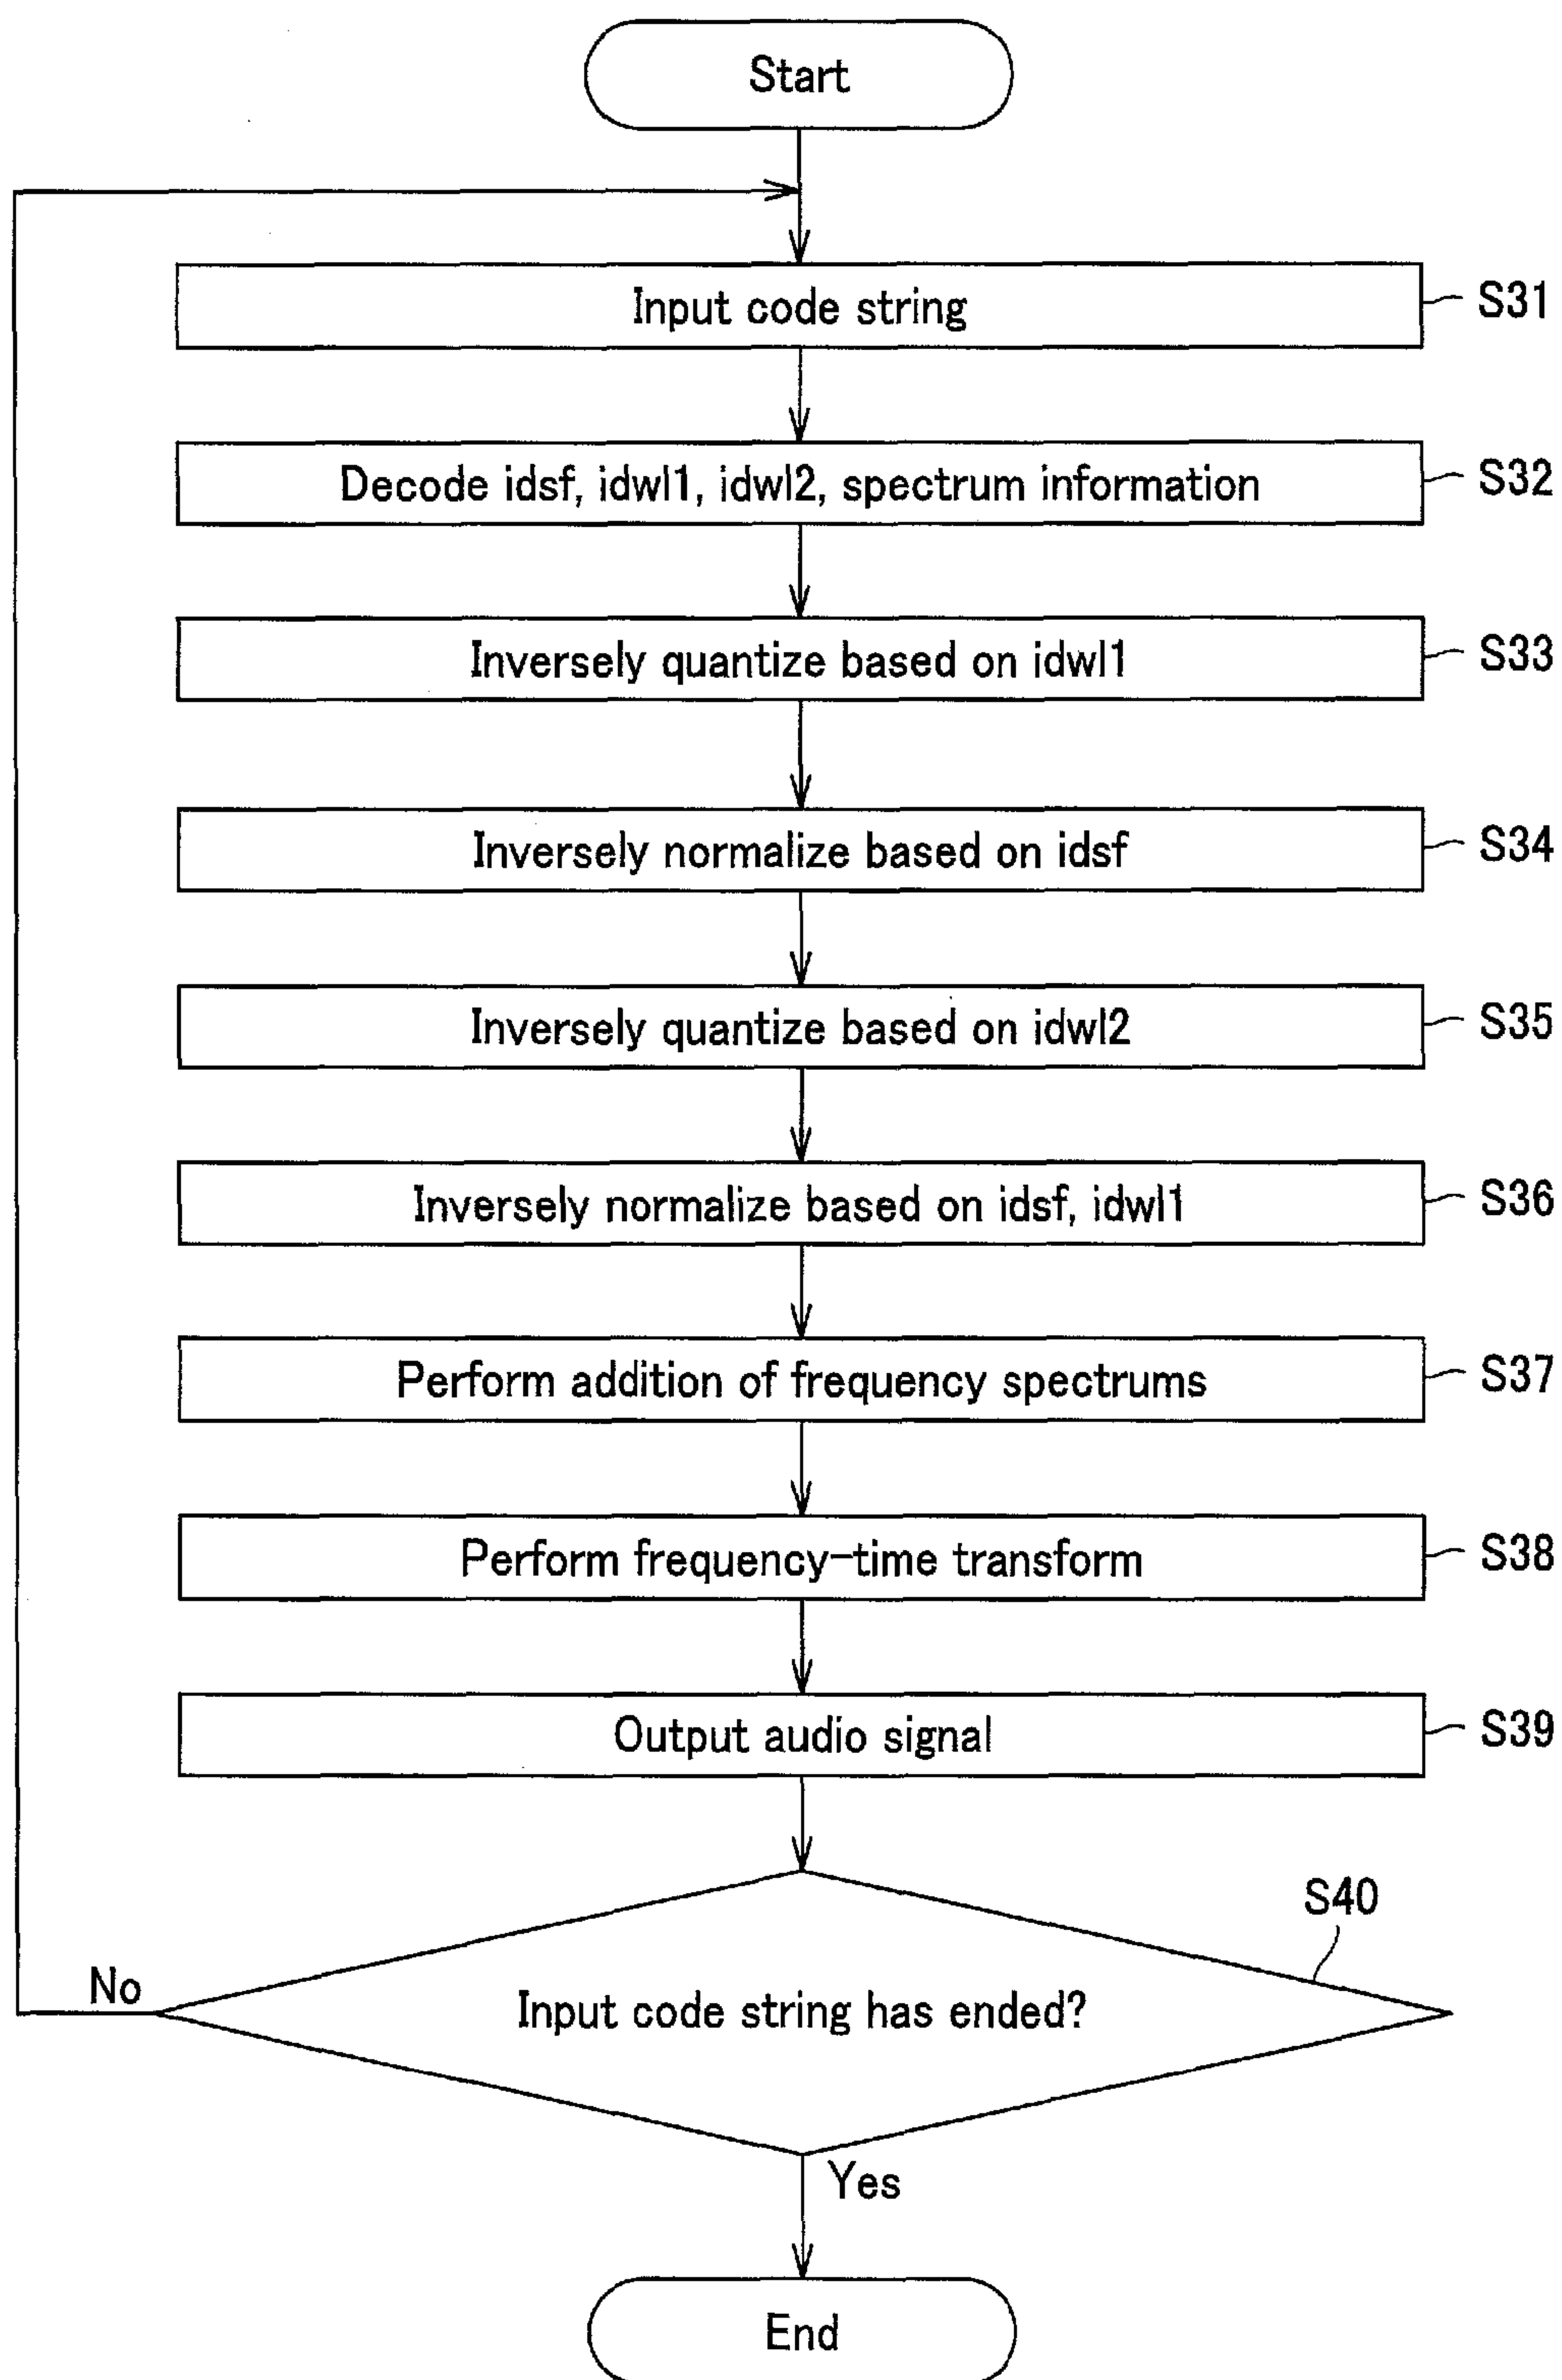 Start
Input code string
S31
Decode idsf, idwl1, idwl2, spectrum information
S32
Inversely quantize based on idwl1
S33
Inversely normalize based on idsf
S34
Inversely quantize based on idwl2
S35
Inversely normalize based on idsf, idwl1
S36
Perform addition of frequency spectrums
S37
Perform frequency-time transform
S38
Output audio signal
S39
S40
No
Input code string has ended?
Yes
End